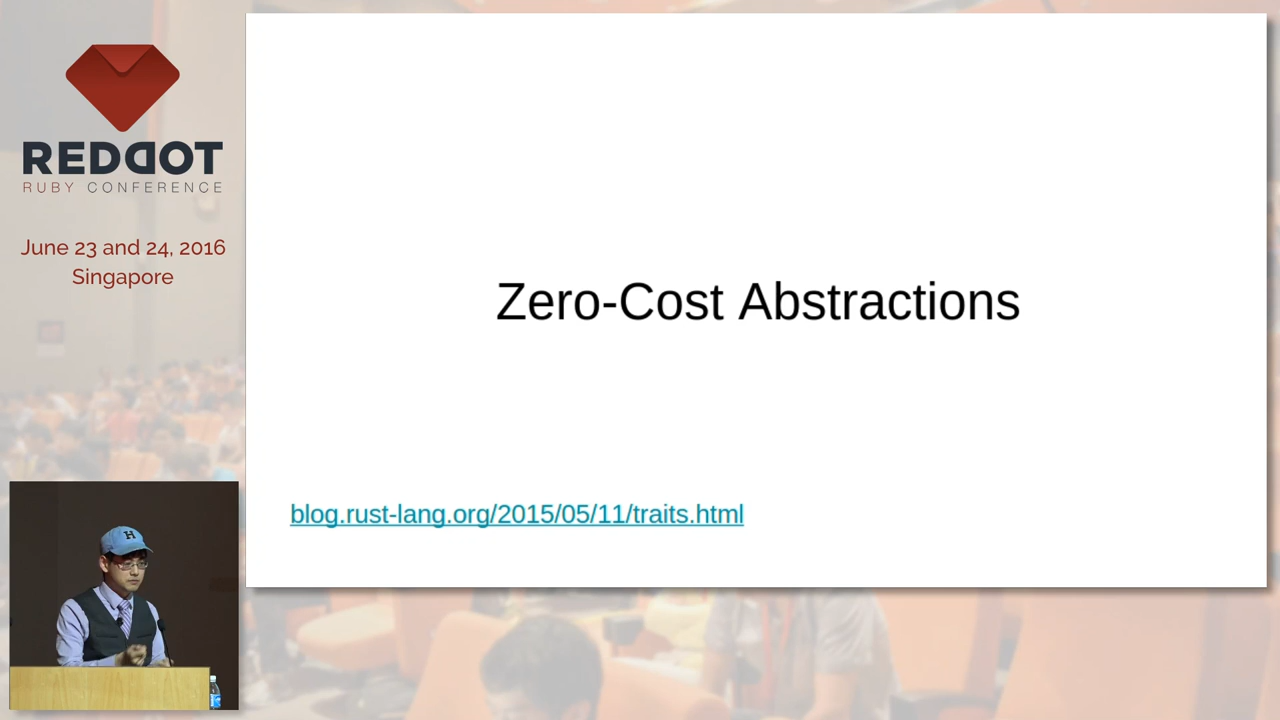 REDDOT
RUBY CONFERENCE
June 23 and 24, 2016
Singapore
Zero-Cost Abstractions
blog.rust-lang.org/2015/05/11/traits.html
H